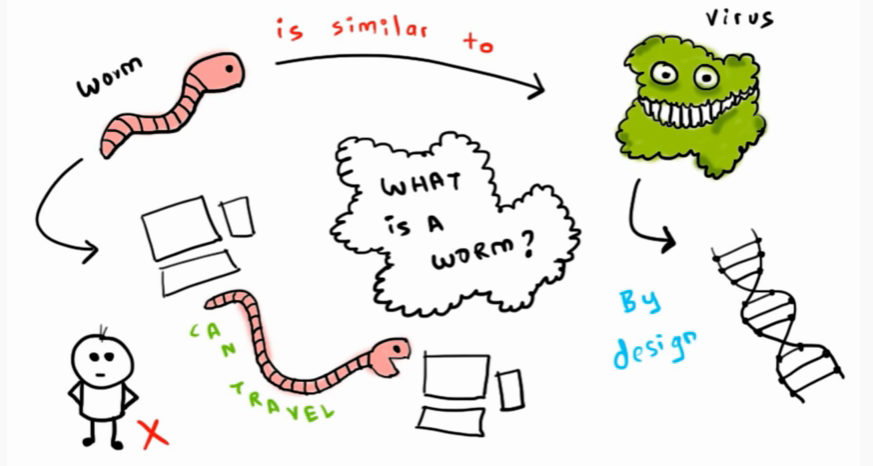 worm
is similar to
Virus
WHAT
is A
WORM?
CAN
TRAVEL
By
design
X